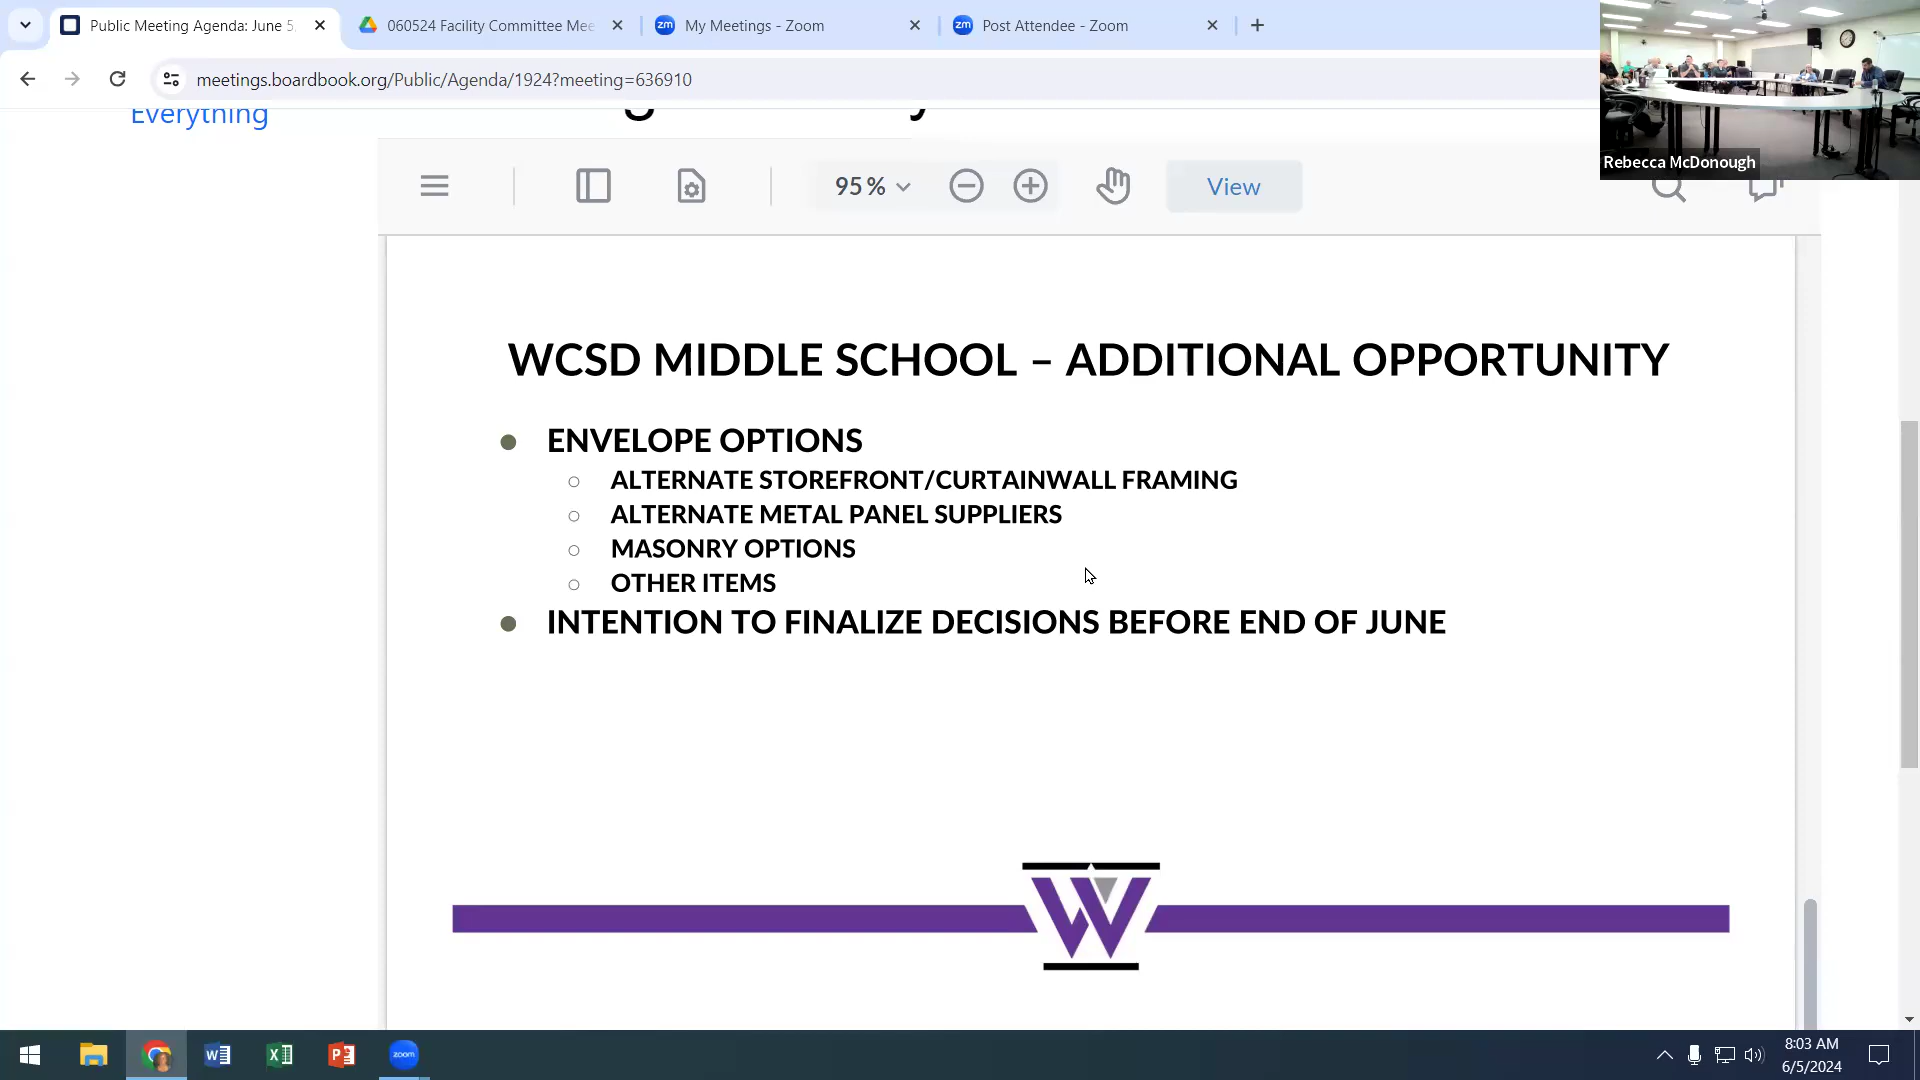 Public Meeting Agenda: June 5,
060524 Facility Committee Mee
zm
My Meetings - Zoom
zm
Post Attendee - Zoom
meetings.boardbook.org/Public/Agenda/1924?meeting=636910
Rebecca McDonough
Everything
95%
View
WCSD MIDDLE SCHOOL – ADDITIONAL OPPORTUNITY
ENVELOPE OPTIONS
ALTERNATE STOREFRONT/CURTAINWALL FRAMING
ALTERNATE METAL PANEL SUPPLIERS
MASONRY OPTIONS
OTHER ITEMS
INTENTION TO FINALIZE DECISIONS BEFORE END OF JUNE
W
zoom
8:03 AM
6/5/2024